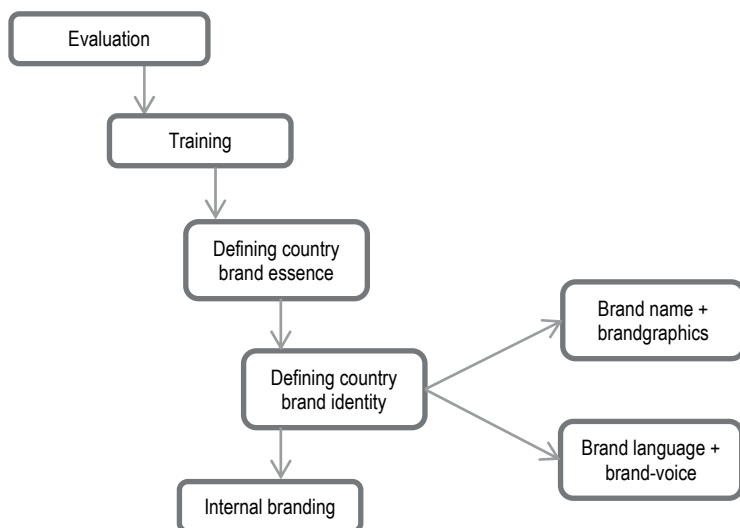 Evaluation
Training
Defining country
brand essence
Defining country
brand identity
Brand name +
brandgraphics
Brand language +
brand-voice
Internal branding